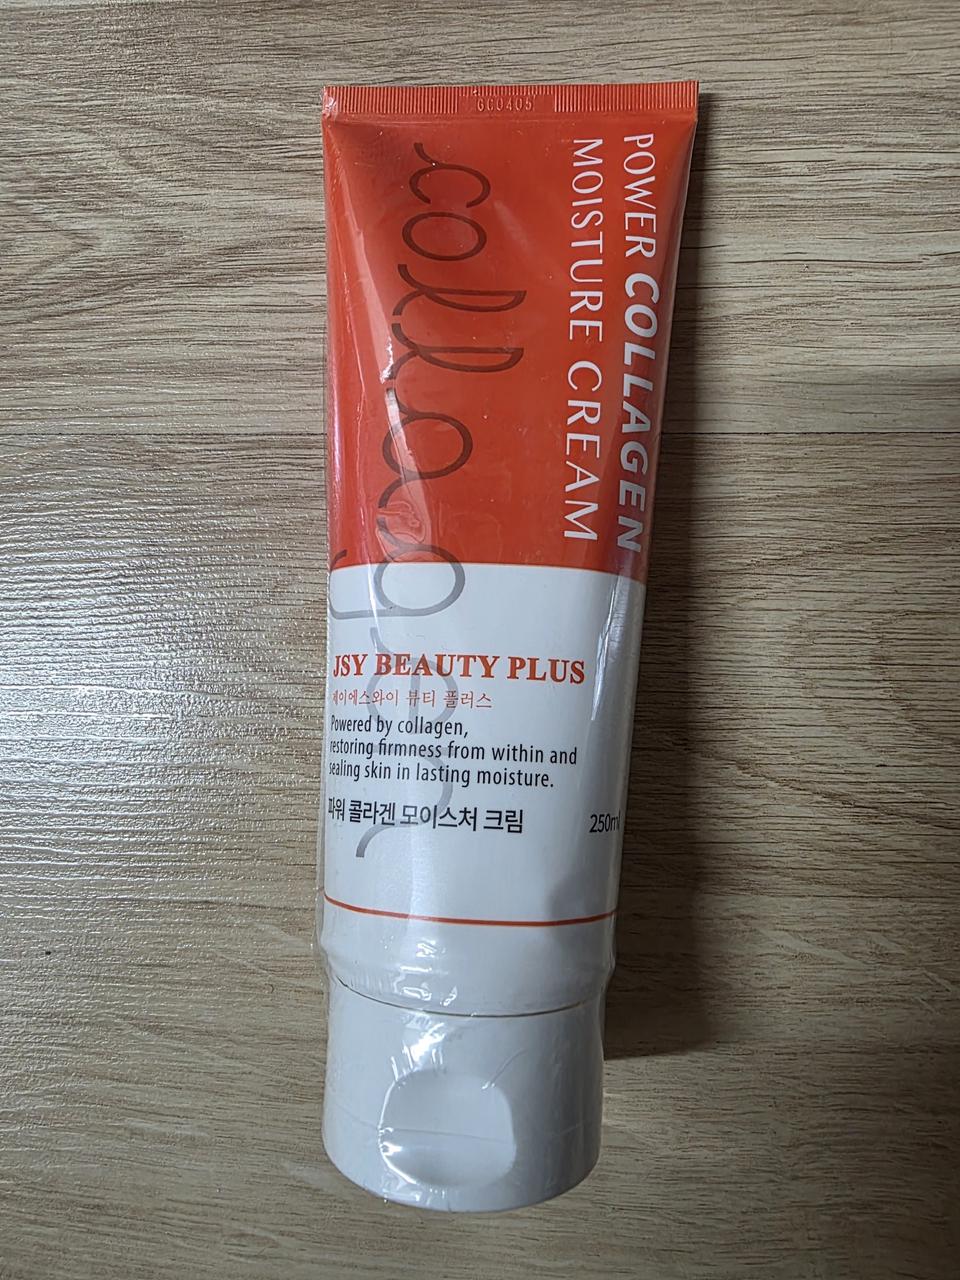 6C0405
POWER COLLAGEN
MOISTURE CREAM
collagen
JSY BEAUTY PLUS
제이에스와이 뷰티 플러스
Powered by collagen,
restoring firmness from within and
sealing skin in lasting moisture.
파워 콜라겐 모이스처 크림
250ml